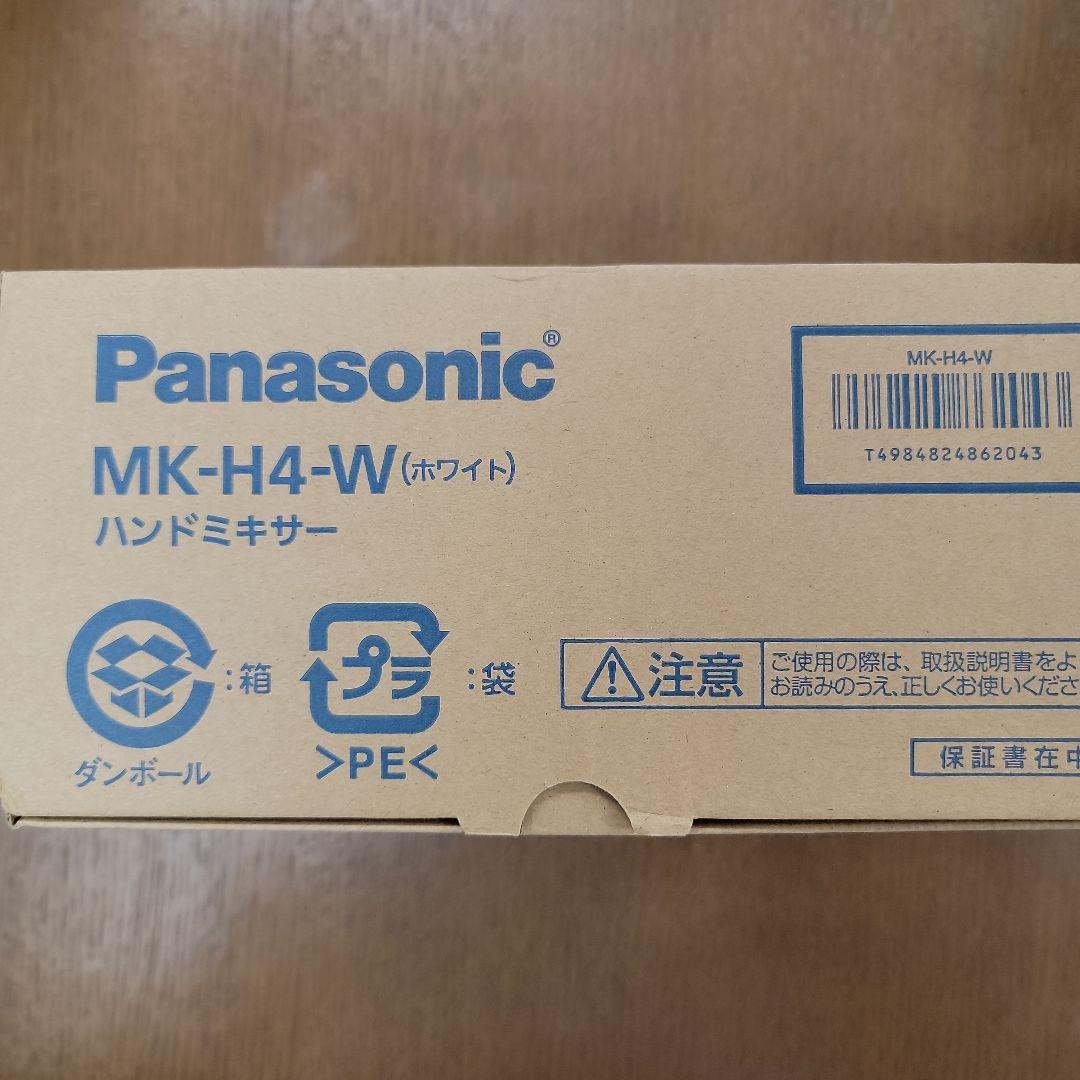 Panasonic®
MK-H4-W(ホワイト)
ハンドミキサー
MK-H4-W
T4984824862043
:箱
ダンボール
プラ
:袋
>PE<
注意
ご使用の際は、取扱説明書をよ
お読みのうえ、正しくお使いくださ
保証書在中